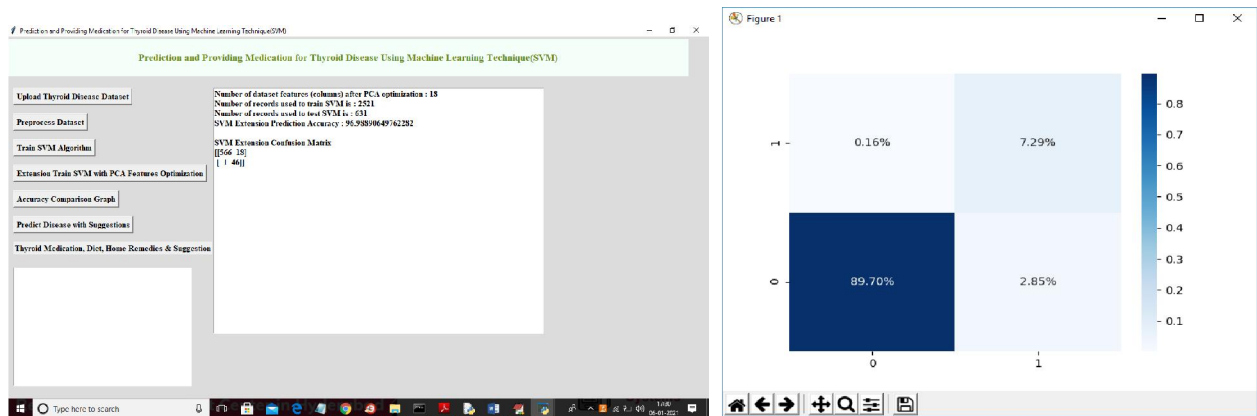 Prediction and Providing Medication for Thyroid Disease Using Machine Learning Technique(SVM)
Prediction and Providing Medication for Thyroid Disease Using Machine Learning Technique(SVM)
Upload Thyroid Disease Dataset
Preprocess Dataset
Train SVM Algorithm
Extension Train SVM with PCA Features Optimization
Accuracy Comparison Graph
Predict Disease with Suggestions
Thyroid Medication, Diet, Home Remedies & Suggestion
Number of dataset features (columns) after PCA optimization : 18
Number of records used to train SVM is : 2521
Number of records used to test SVM is : 631
SVM Extension Prediction Accuracy : 96.98890649762282
SVM Extension Confusion Matrix
[[566 18]
[ 1 46]]
Type here to search
06-01-2021
Figure 1
1
0.16%
7.29%
0
89.70%
2.85%
0
1
0.8
0.7
0.6
0.5
0.4
0.3
0.2
0.1